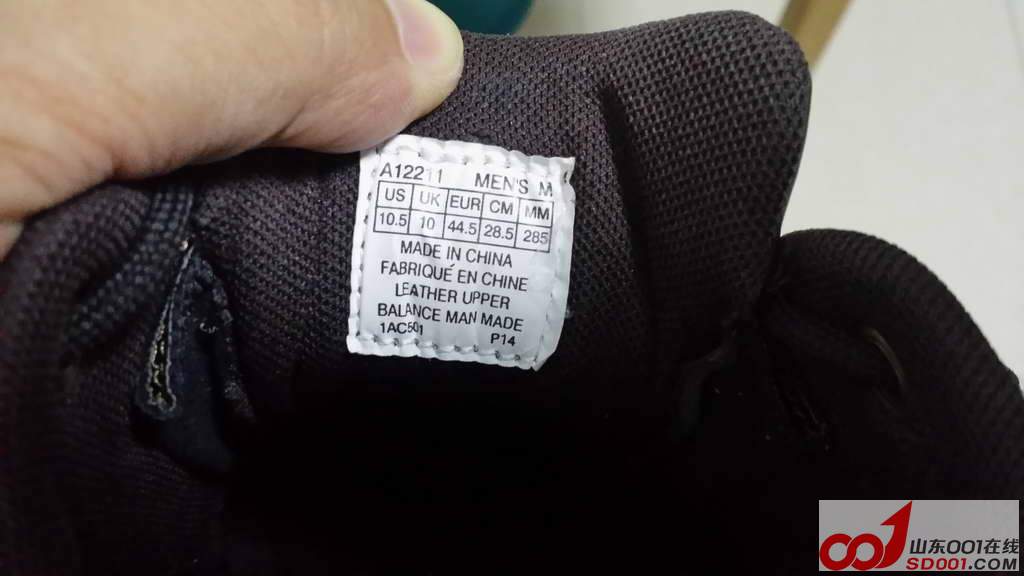 A12211 MEN'S M
US UK EUR CM MM
10.5 10 44.5 28.5 285
MADE IN CHINA
FABRIQUÉ EN CHINE
LEATHER UPPER
BALANCE MAN MADE
1AC501 P14
山东001在线
SD001.COM